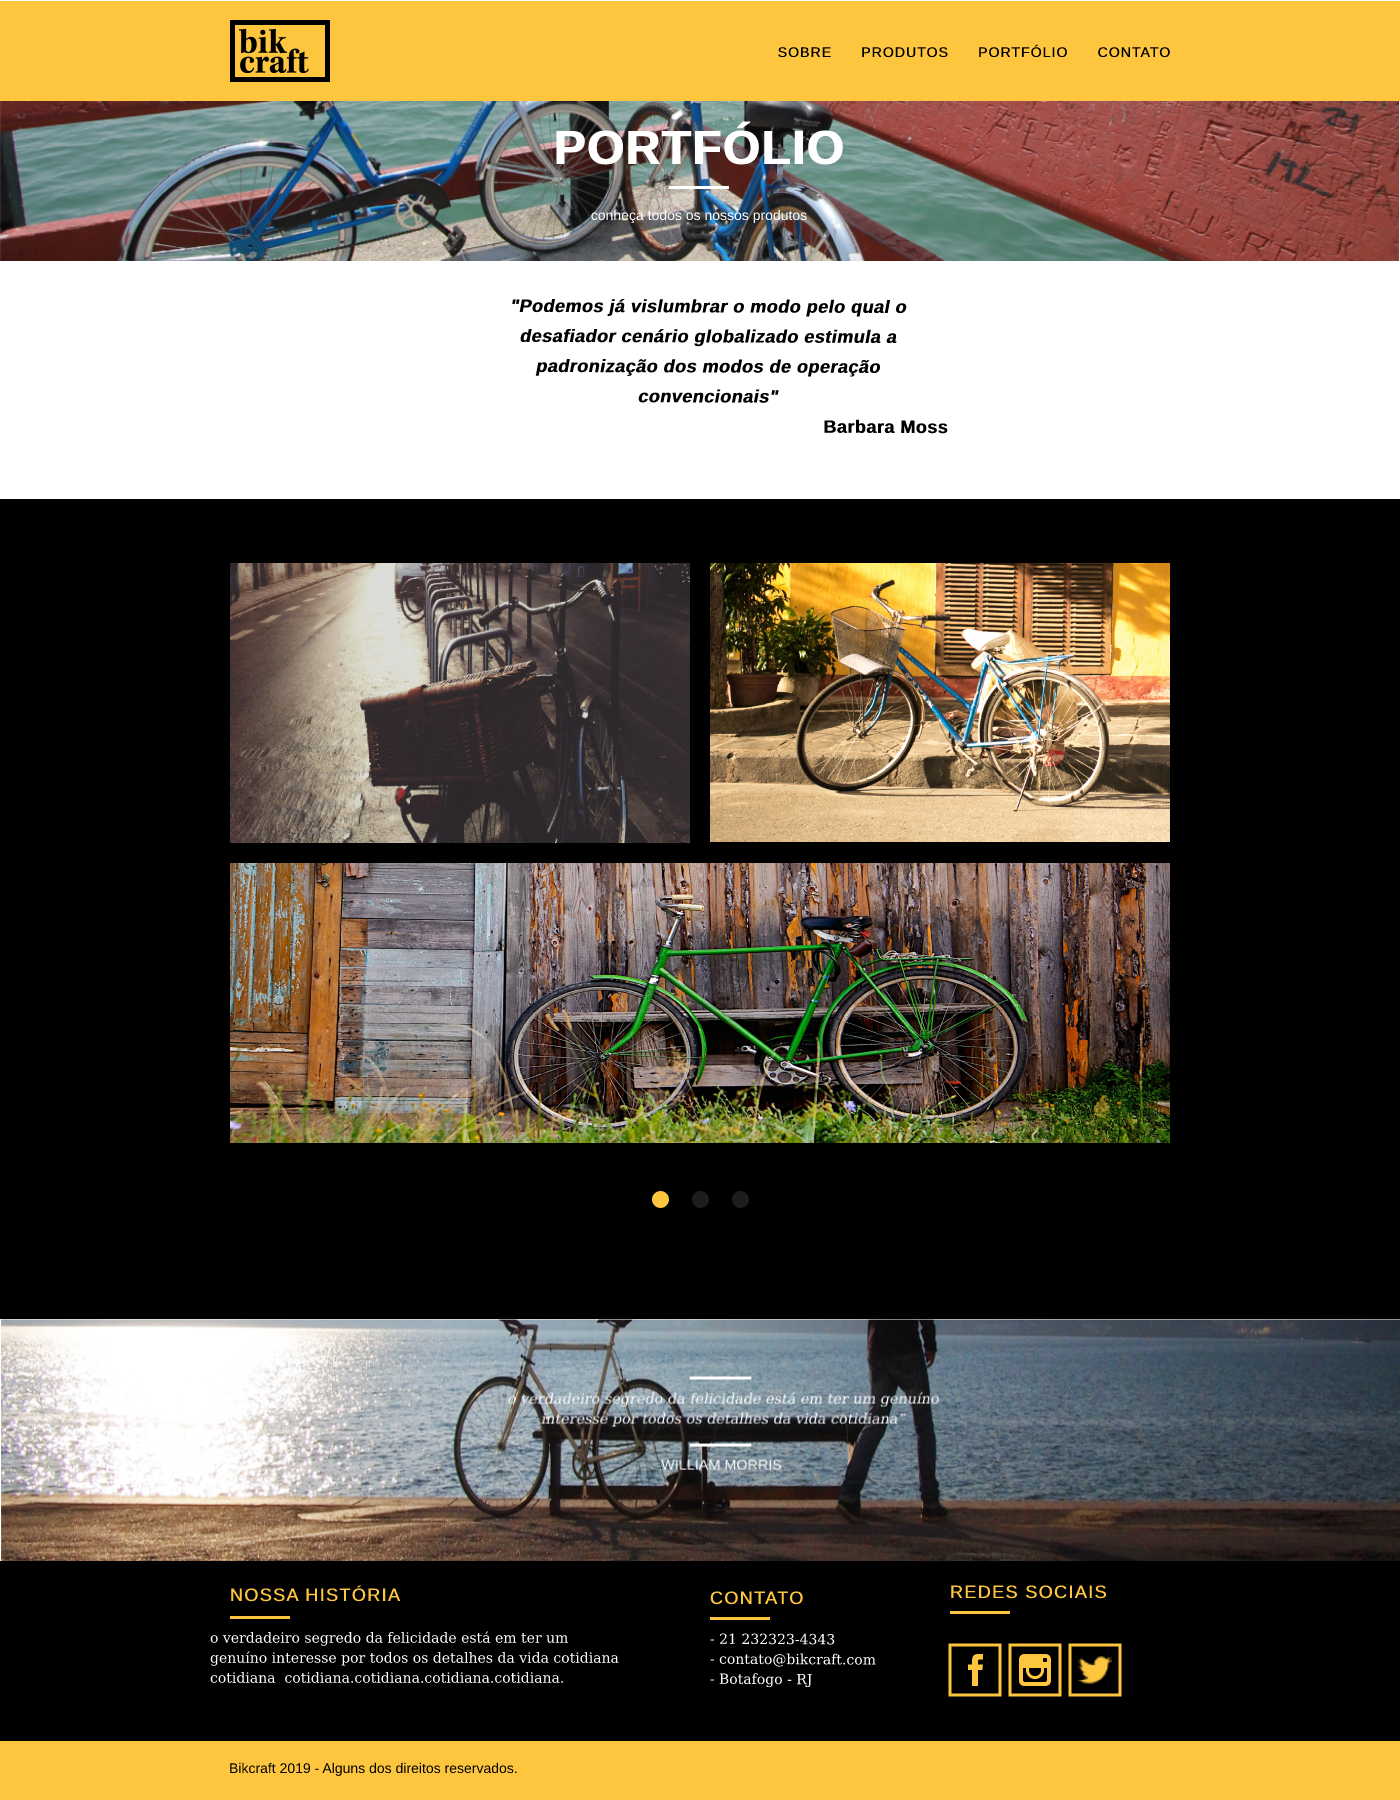 bik
craft
SOBRE PRODUTOS PORTFÓLIO CONTATO
PORTFÓLIO
conheça todos os nossos produtos
"Podemos já vislumbrar o modo pelo qual o
desafiador cenário globalizado estimula a
padronização dos modos de operação
convencionais"
Barbara Moss
o verdadeiro segredo da felicidade está em ter um genuíno
interesse por todos os detalhes da vida cotidiana"
WILLIAM MORRIS
NOSSA HISTÓRIA
o verdadeiro segredo da felicidade está em ter um
genuíno interesse por todos os detalhes da vida cotidiana
cotidiana cotidiana.cotidiana.cotidiana.cotidiana.
CONTATO
- 21 232323-4343
- contato@bikcraft.com
- Botafogo - RJ
REDES SOCIAIS
Bikcraft 2019 - Alguns dos direitos reservados.